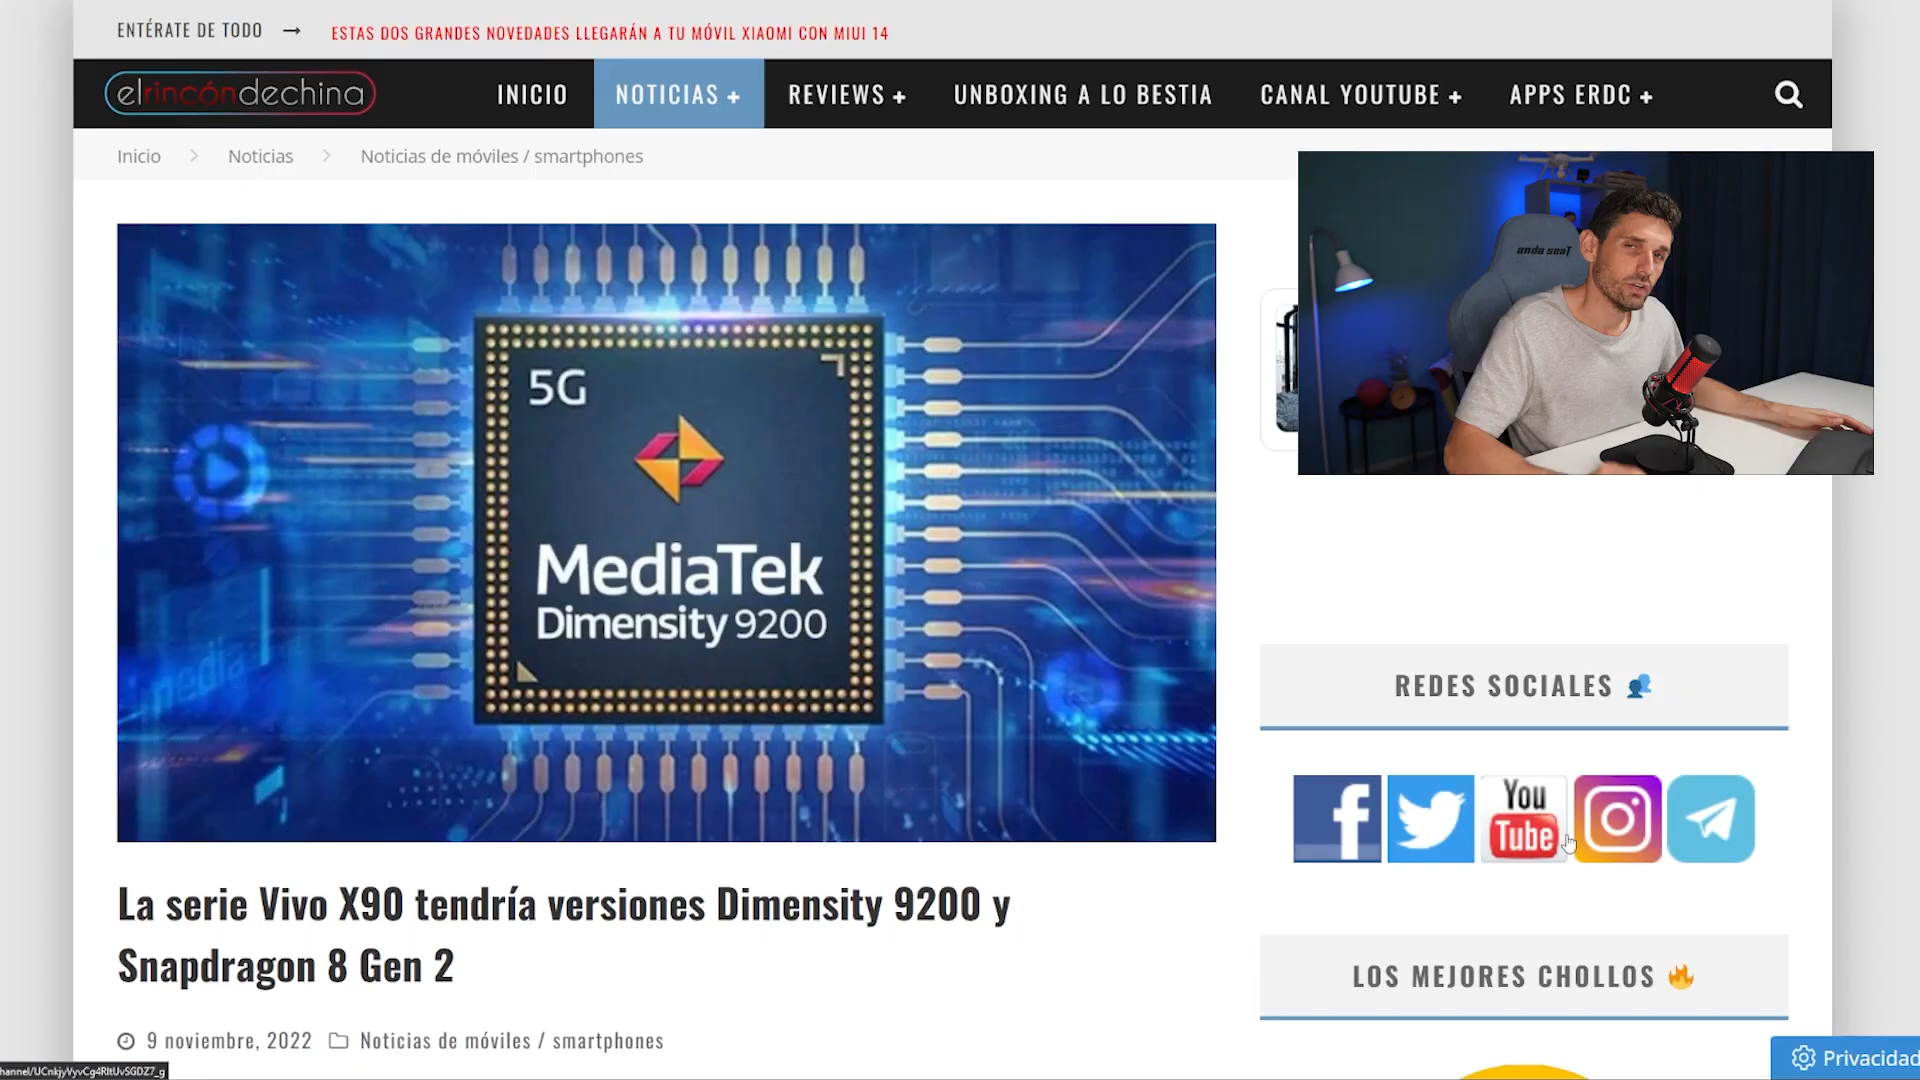 ENTÉRATE DE TODO → ESTAS DOS GRANDES NOVEDADES LLEGARÁN A TU MÓVIL XIAOMI CON MIUI 14
elrincóndechina INICIO NOTICIAS + REVIEWS + UNBOXING A LO BESTIA CANAL YOUTUBE + APPS ERDC +
Inicio > Noticias > Noticias de móviles / smartphones
anda seaT
5G
MediaTek
Dimensity 9200
media
REDES SOCIALES
f
You
Tube
La serie Vivo X90 tendría versiones Dimensity 9200 y
Snapdragon 8 Gen 2
LOS MEJORES CHOLLOS
9 noviembre, 2022 Noticias de móviles / smartphones
Privacidad